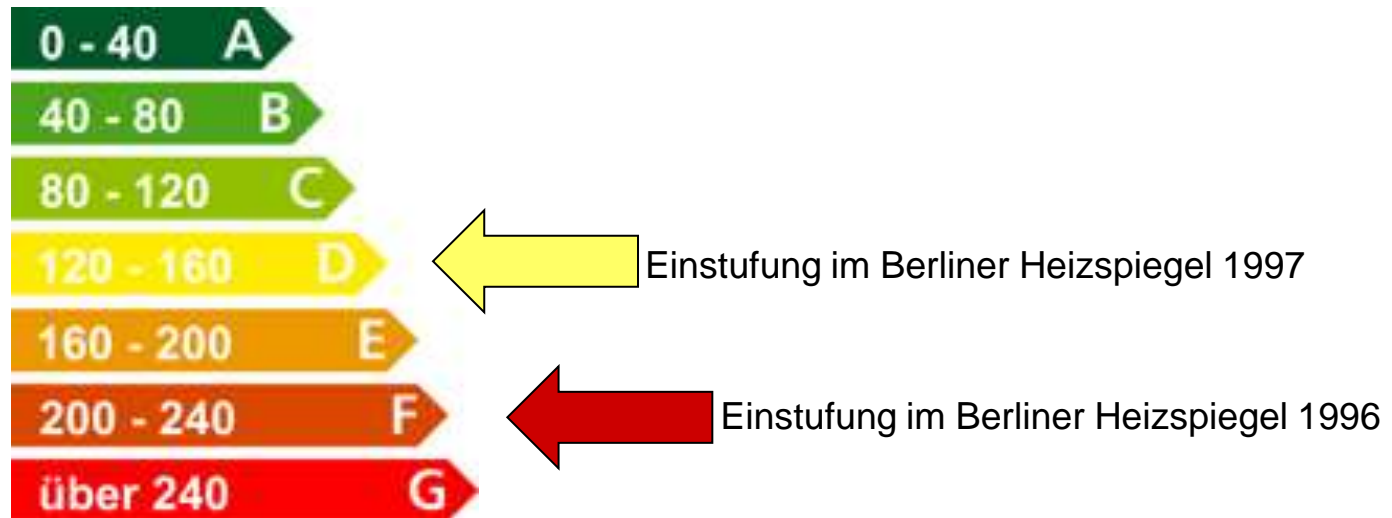 0 - 40 A
40 - 80 B
80 - 120 C
120 - 160 D
Einstufung im Berliner Heizspiegel 1997
160 - 200 E
200 - 240 F
Einstufung im Berliner Heizspiegel 1996
über 240 G